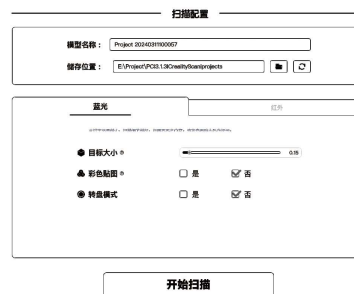 扫描配置
模型名称： Project 20240311100057
储存位置： E:\Project\PCI3.1.3\CrealityScan\projects
蓝光 红外
目标大小 0.15
彩色贴图 是 否
转盘模式 是 否
开始扫描